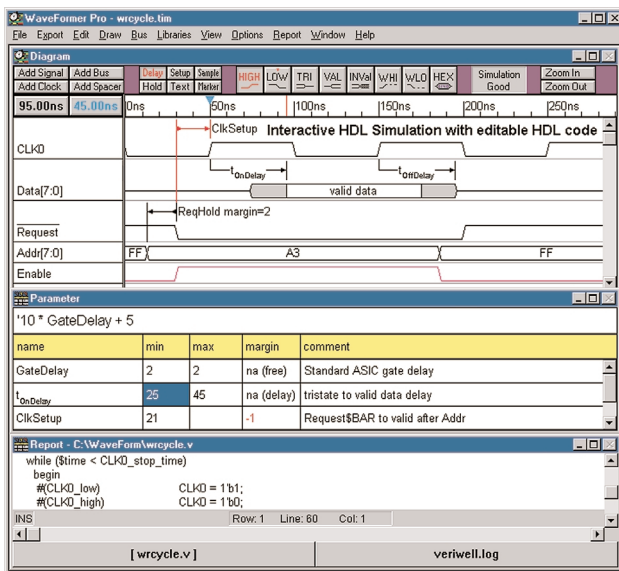 WaveFormer Pro - wrcycle.tim
File Export Edit Draw Bus Libraries View Options Report Window Help
Diagram
Add Signal Add Bus Delay Setup Sample HIGH LOW TRI VAL INVal WHI WLO HEX Simulation Zoom In
Add Clock Add Spacer Hold Text Marker Good Zoom Out
95.00ns 45.00ns 0ns 50ns 100ns 150ns 200ns 250ns
ClkSetup Interactive HDL Simulation with editable HDL code
CLK0
tOnDelay tOffDelay
Data[7:0] valid data
ReqHold margin=2
Request
Addr[7:0] FF A3 FF
Enable
Parameter
'10 * GateDelay + 5
name min max margin comment
GateDelay 2 2 na (free) Standard ASIC gate delay
tOnDelay 25 45 na (delay) tristate to valid data delay
ClkSetup 21 -1 Request$BAR to valid after Addr
Report - C:\WaveForm\wrcycle.v
while ($time < CLK0_stop_time)
begin
#(CLK0_low) CLK0 = 1'b1;
#(CLK0_high) CLK0 = 1'b0;
INS Row: 1 Line: 60 Col: 1
[ wrcycle.v ] veriwell.log